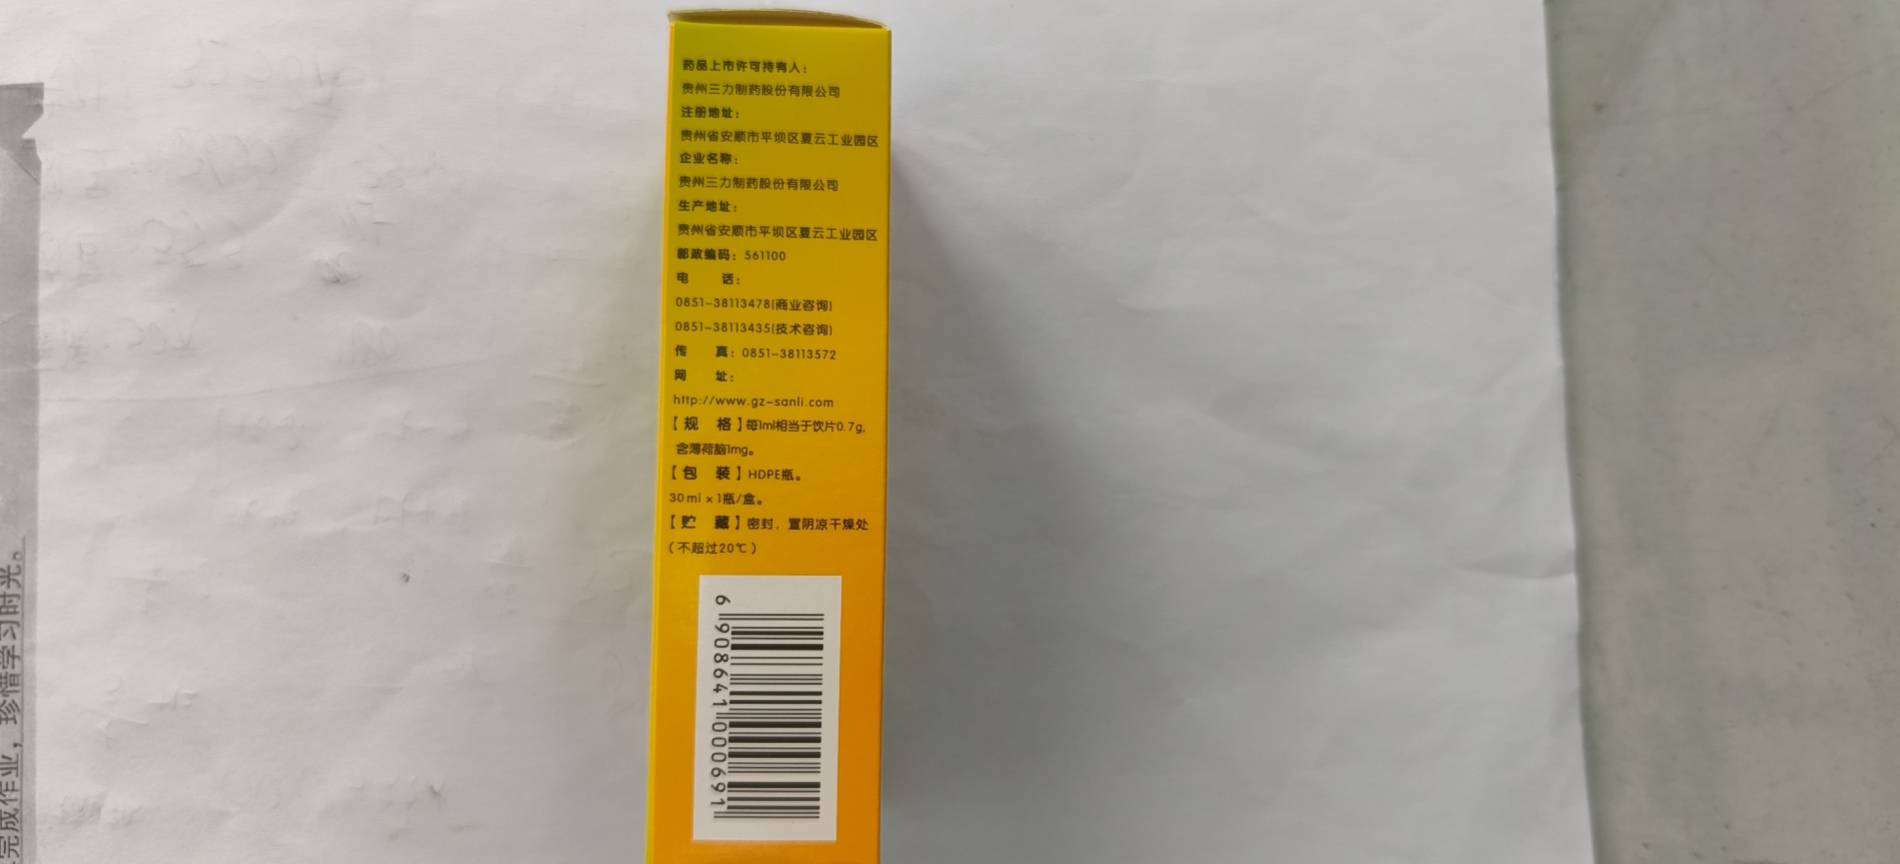 药品上市许可持有人：
贵州三力制药股份有限公司
注册地址：
贵州省安顺市平坝区夏云工业园区
企业名称：
贵州三力制药股份有限公司
生产地址：
贵州省安顺市平坝区夏云工业园区
邮政编码：561100
电　　话：
0851-38113478(商业咨询)
0851-38113435(技术咨询)
传　　真：0851-38113572
网　　址：
http://www.gz-sanli.com
【规　格】每1ml相当于饮片0.7g,
含薄荷脑1mg。
【包　装】HDPE瓶。
30ml×1瓶/盒。
【贮　藏】密封，置阴凉干燥处
(不超过20℃)
6 908641 000691
完成作业，珍惜学习时光。